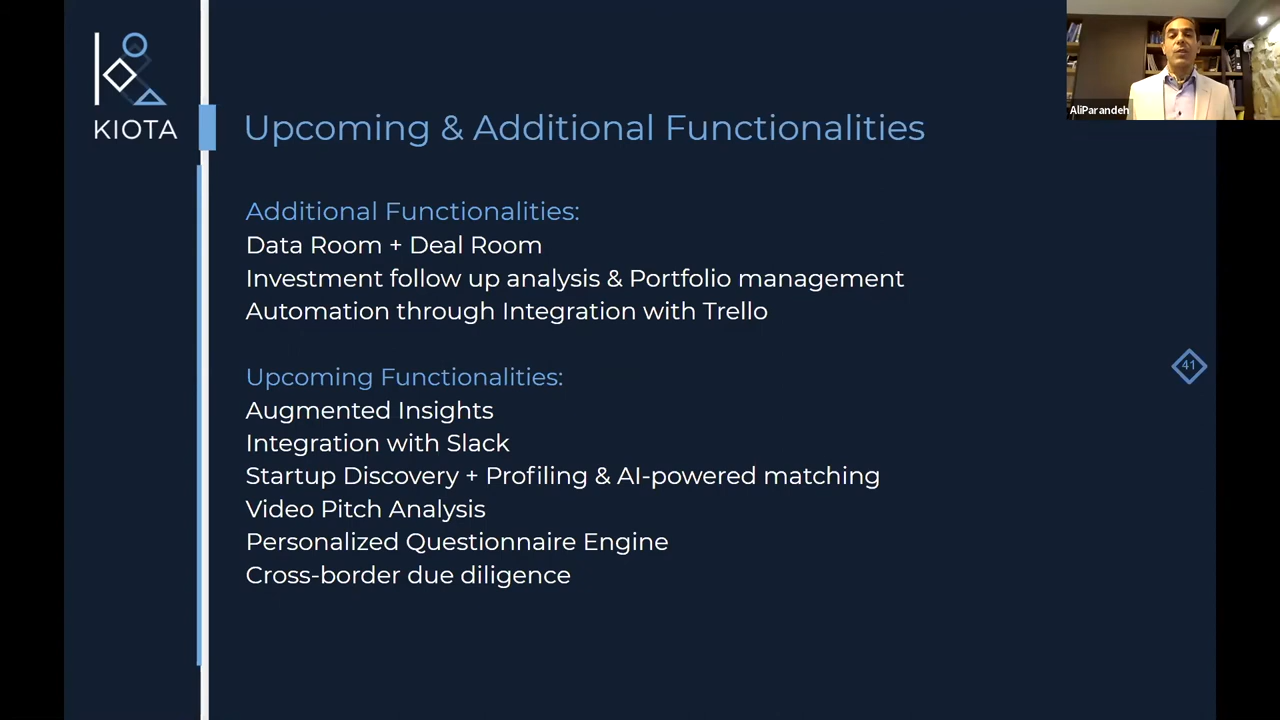 KIOTA
AliParandeh
Upcoming & Additional Functionalities
Additional Functionalities:
Data Room + Deal Room
Investment follow up analysis & Portfolio management
Automation through Integration with Trello
41
Upcoming Functionalities:
Augmented Insights
Integration with Slack
Startup Discovery + Profiling & AI-powered matching
Video Pitch Analysis
Personalized Questionnaire Engine
Cross-border due diligence